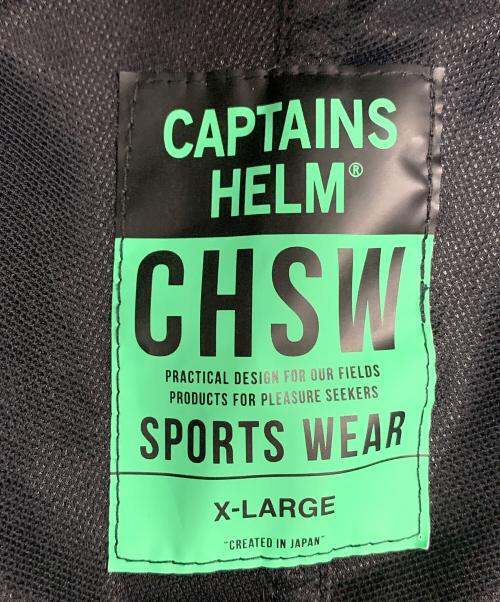 CAPTAINS
HELM®
CHSW
PRACTICAL DESIGN FOR OUR FIELDS
PRODUCTS FOR PLEASURE SEEKERS
SPORTS WEAR
X-LARGE
"CREATED IN JAPAN"